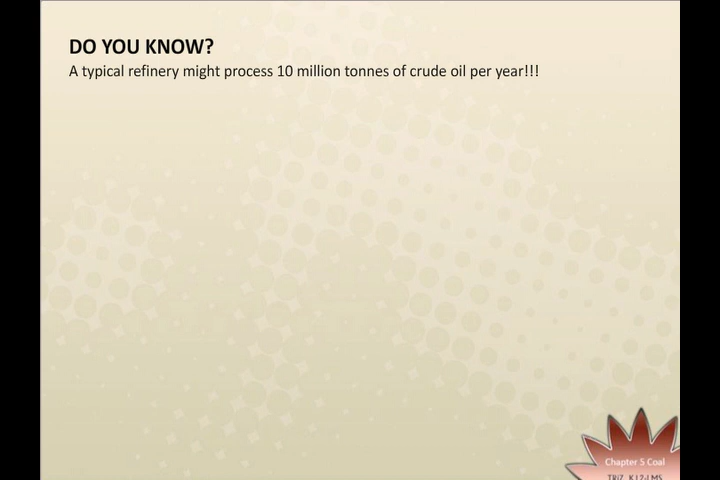 DO YOU KNOW?
A typical refinery might process 10 million tonnes of crude oil per year!!!
Chapter 5 Coal